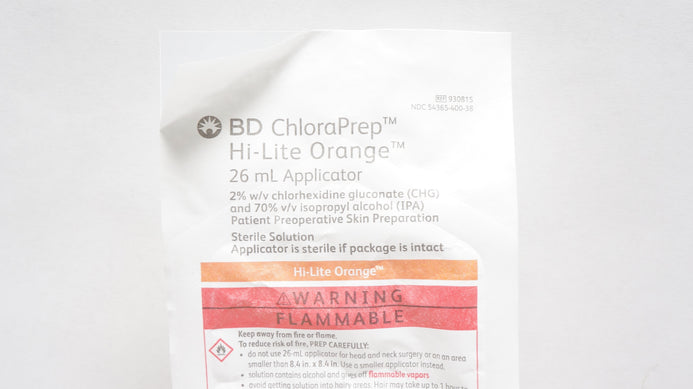 REF 930815
NDC 54365-400-38
BD ChloraPrep™
Hi-Lite Orange™
26 mL Applicator
2% w/v chlorhexidine gluconate (CHG)
and 70% v/v isopropyl alcohol (IPA)
Patient Preoperative Skin Preparation
Sterile Solution
Applicator is sterile if package is intact
Hi-Lite Orange™
⚠WARNING
FLAMMABLE
Keep away from fire or flame.
To reduce risk of fire, PREP CAREFULLY:
• do not use 26-mL applicator for head and neck surgery or on an area
smaller than 8.4 in. x 8.4 in. Use a smaller applicator instead.
• solution contains alcohol and gives off flammable vapors
• avoid getting solution into hairy areas. Hair may take up to 1 hour to